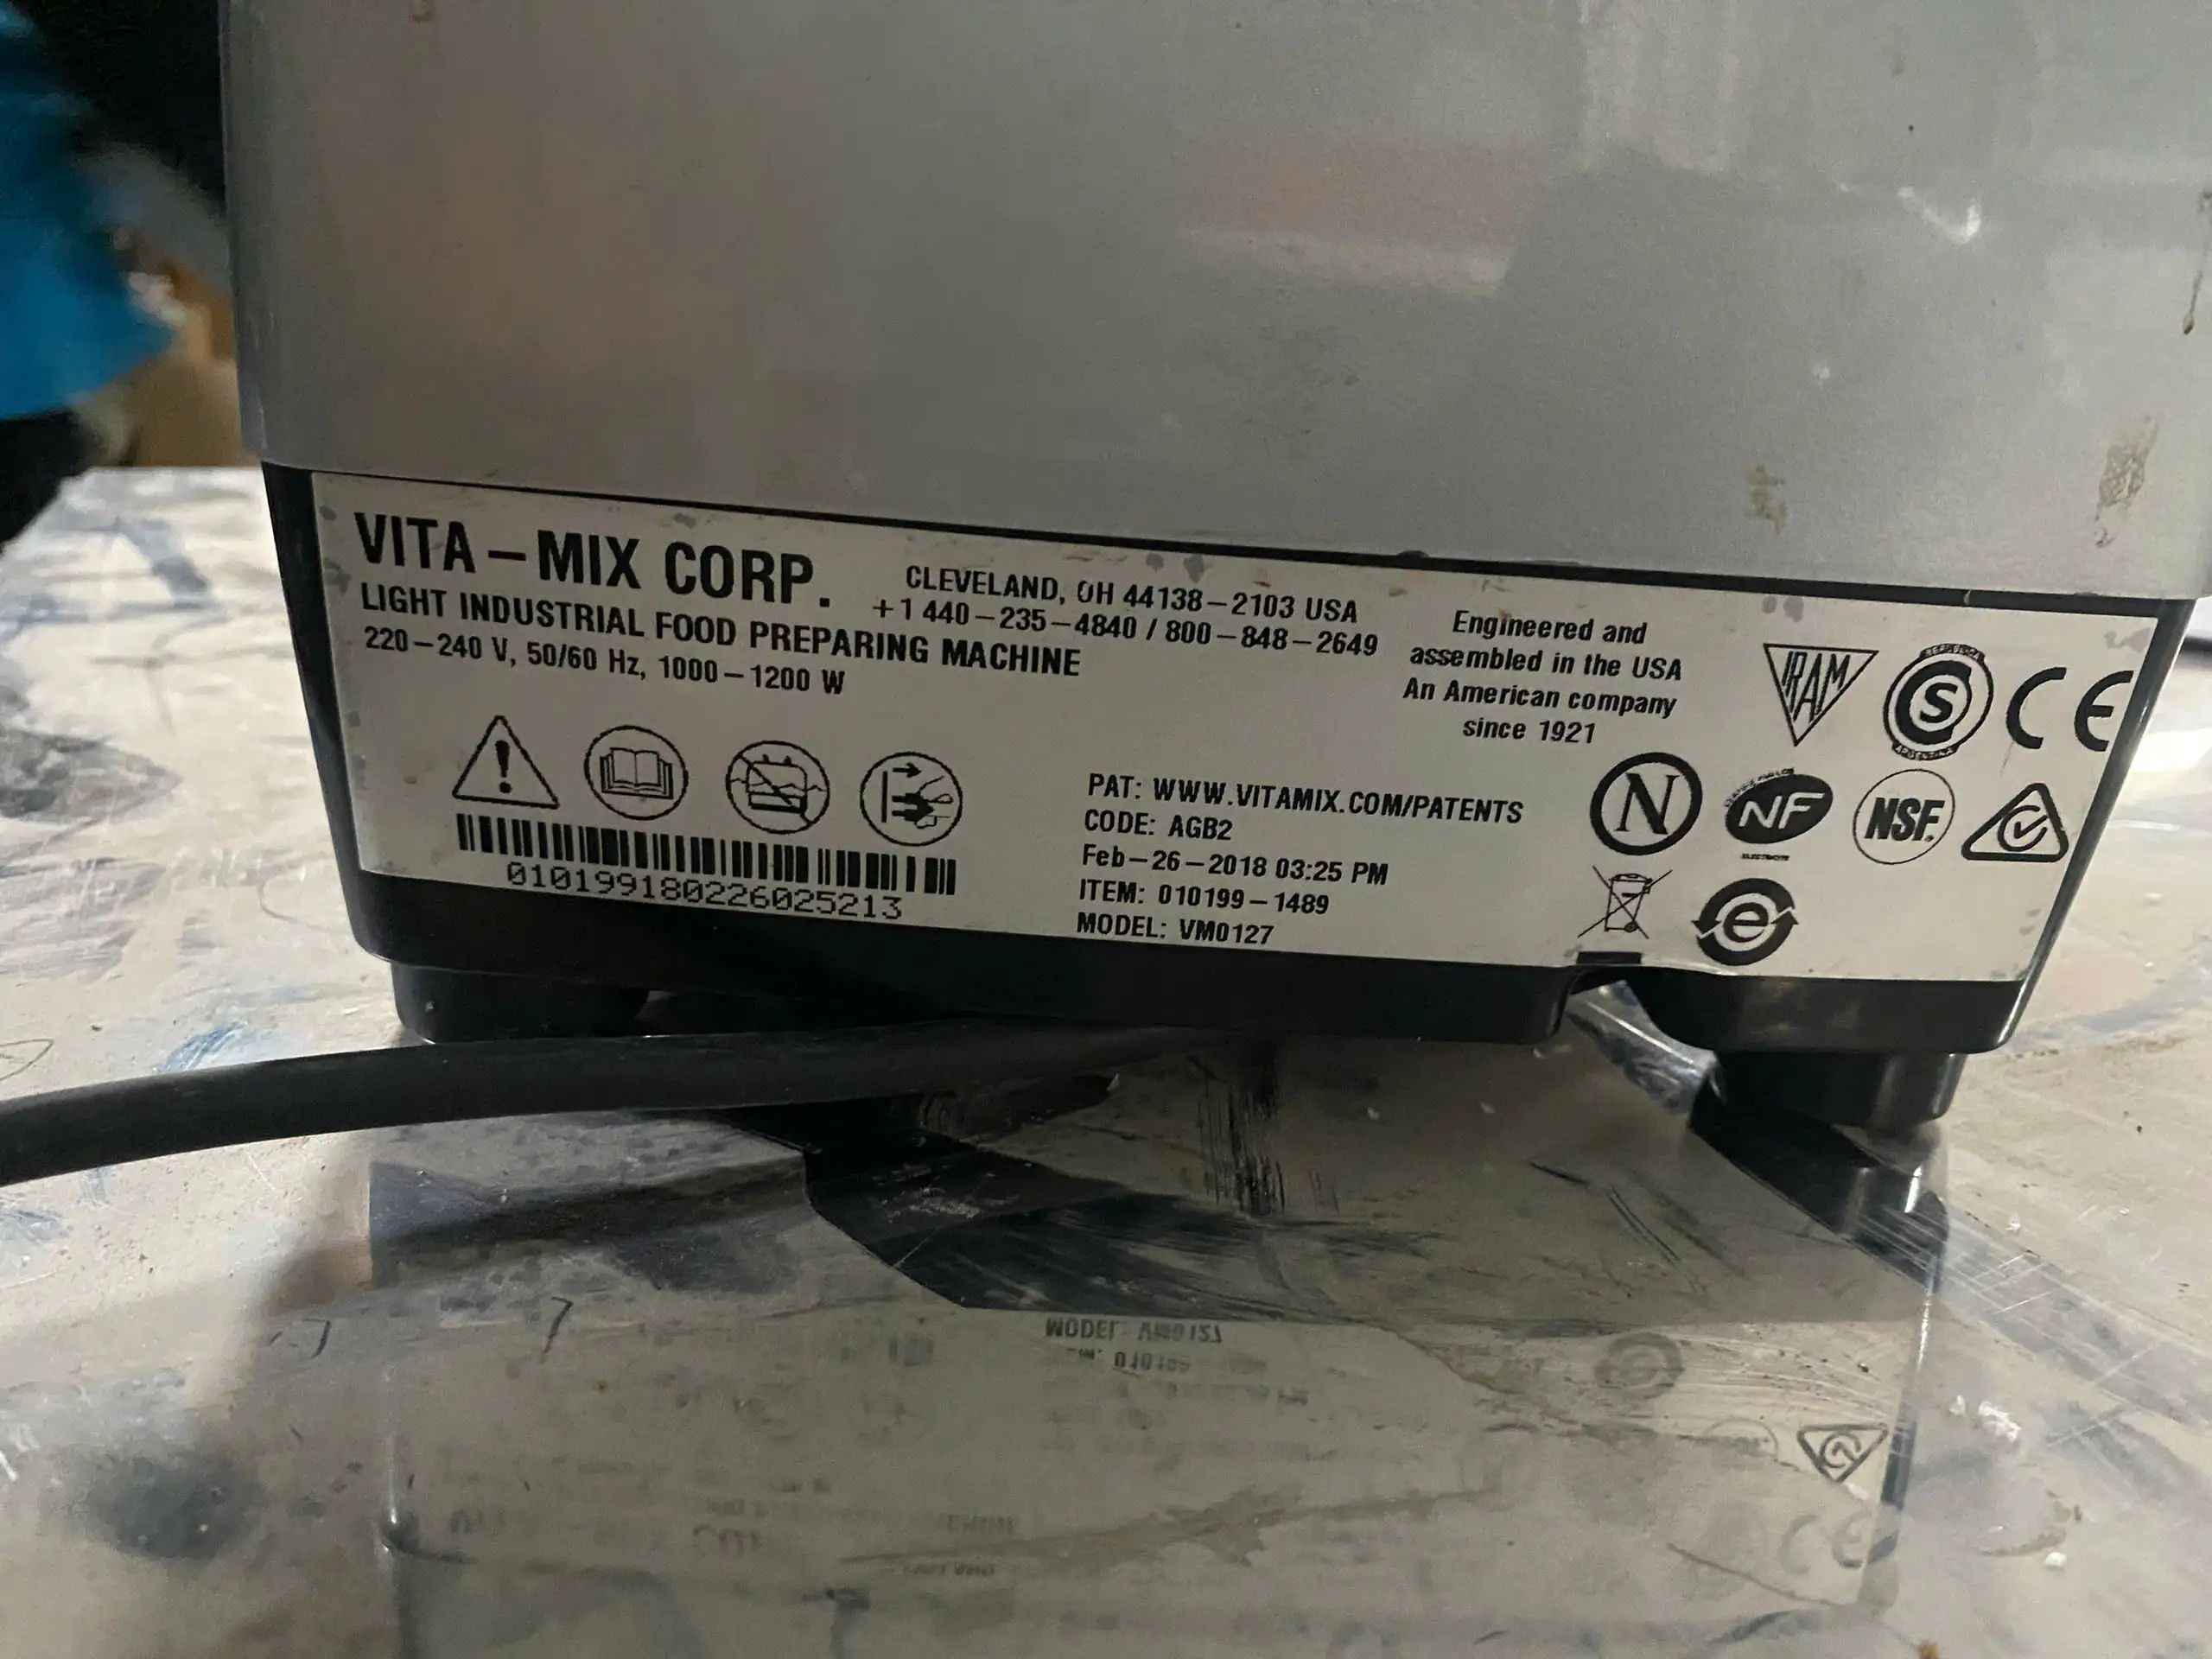 VITA-MIX CORP.
CLEVELAND, OH 44138-2103 USA
+1 440-235-4840 / 800-848-2649
LIGHT INDUSTRIAL FOOD PREPARING MACHINE
220-240 V, 50/60 Hz, 1000-1200 W
Engineered and
assembled in the USA
An American company
since 1921
IRAM
S
ARGENTINA
CE
PAT: WWW.VITAMIX.COM/PATENTS
CODE: AGB2
Feb-26-2018 03:25 PM
ITEM: 010199-1489
MODEL: VM0127
N
NF
NSF.
e
010199180226025213